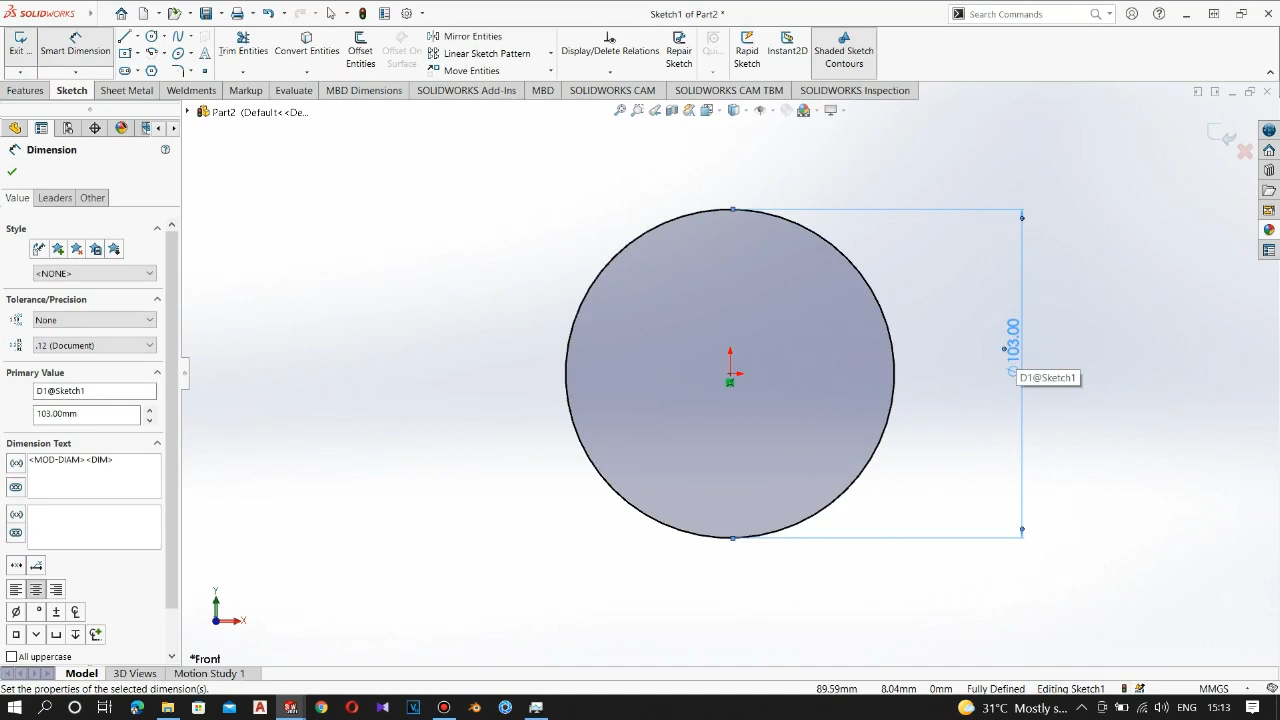 SOLIDWORKS
Sketch1 of Part2 *
Search Commands
Exit ...
Smart Dimension
Trim Entities
Convert Entities
Offset Entities
Offset On Surface
Mirror Entities
Linear Sketch Pattern
Move Entities
Display/Delete Relations
Repair Sketch
Qui...
Rapid Sketch
Instant2D
Shaded Sketch Contours
Features
Sketch
Sheet Metal
Weldments
Markup
Evaluate
MBD Dimensions
SOLIDWORKS Add-Ins
MBD
SOLIDWORKS CAM
SOLIDWORKS CAM TBM
SOLIDWORKS Inspection
Part2 (Default<<De...
Dimension
Value
Leaders
Other
Style
<NONE>
Tolerance/Precision
None
.12 (Document)
Primary Value
D1@Sketch1
103.00mm
Dimension Text
<MOD-DIAM><DIM>
All uppercase
∅ 103.00
D1@Sketch1
Y
X
*Front
Model
3D Views
Motion Study 1
Set the properties of the selected dimension(s).
89.59mm
8.04mm
0mm
Fully Defined
Editing Sketch1
MMGS
31°C Mostly s...
ENG
15:13